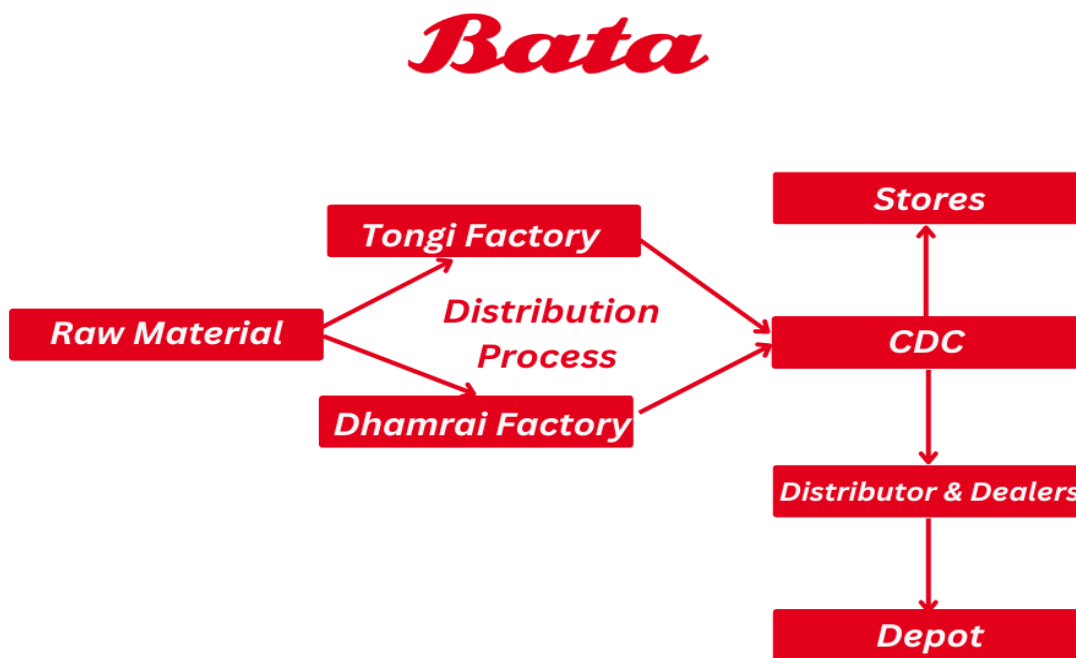 Bata
Stores
Tongi Factory
Raw Material
Distribution
Process
CDC
Dhamrai Factory
Distributor & Dealers
Depot